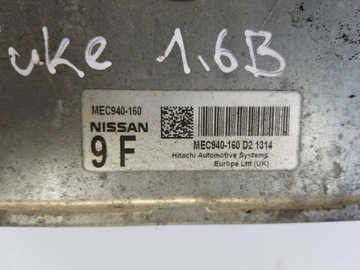 uke 1.6B
MEC940-160
NISSAN
9 F
MEC940-160 D2 1314
Hitachi Automotive Systems
Europe Ltd (UK)